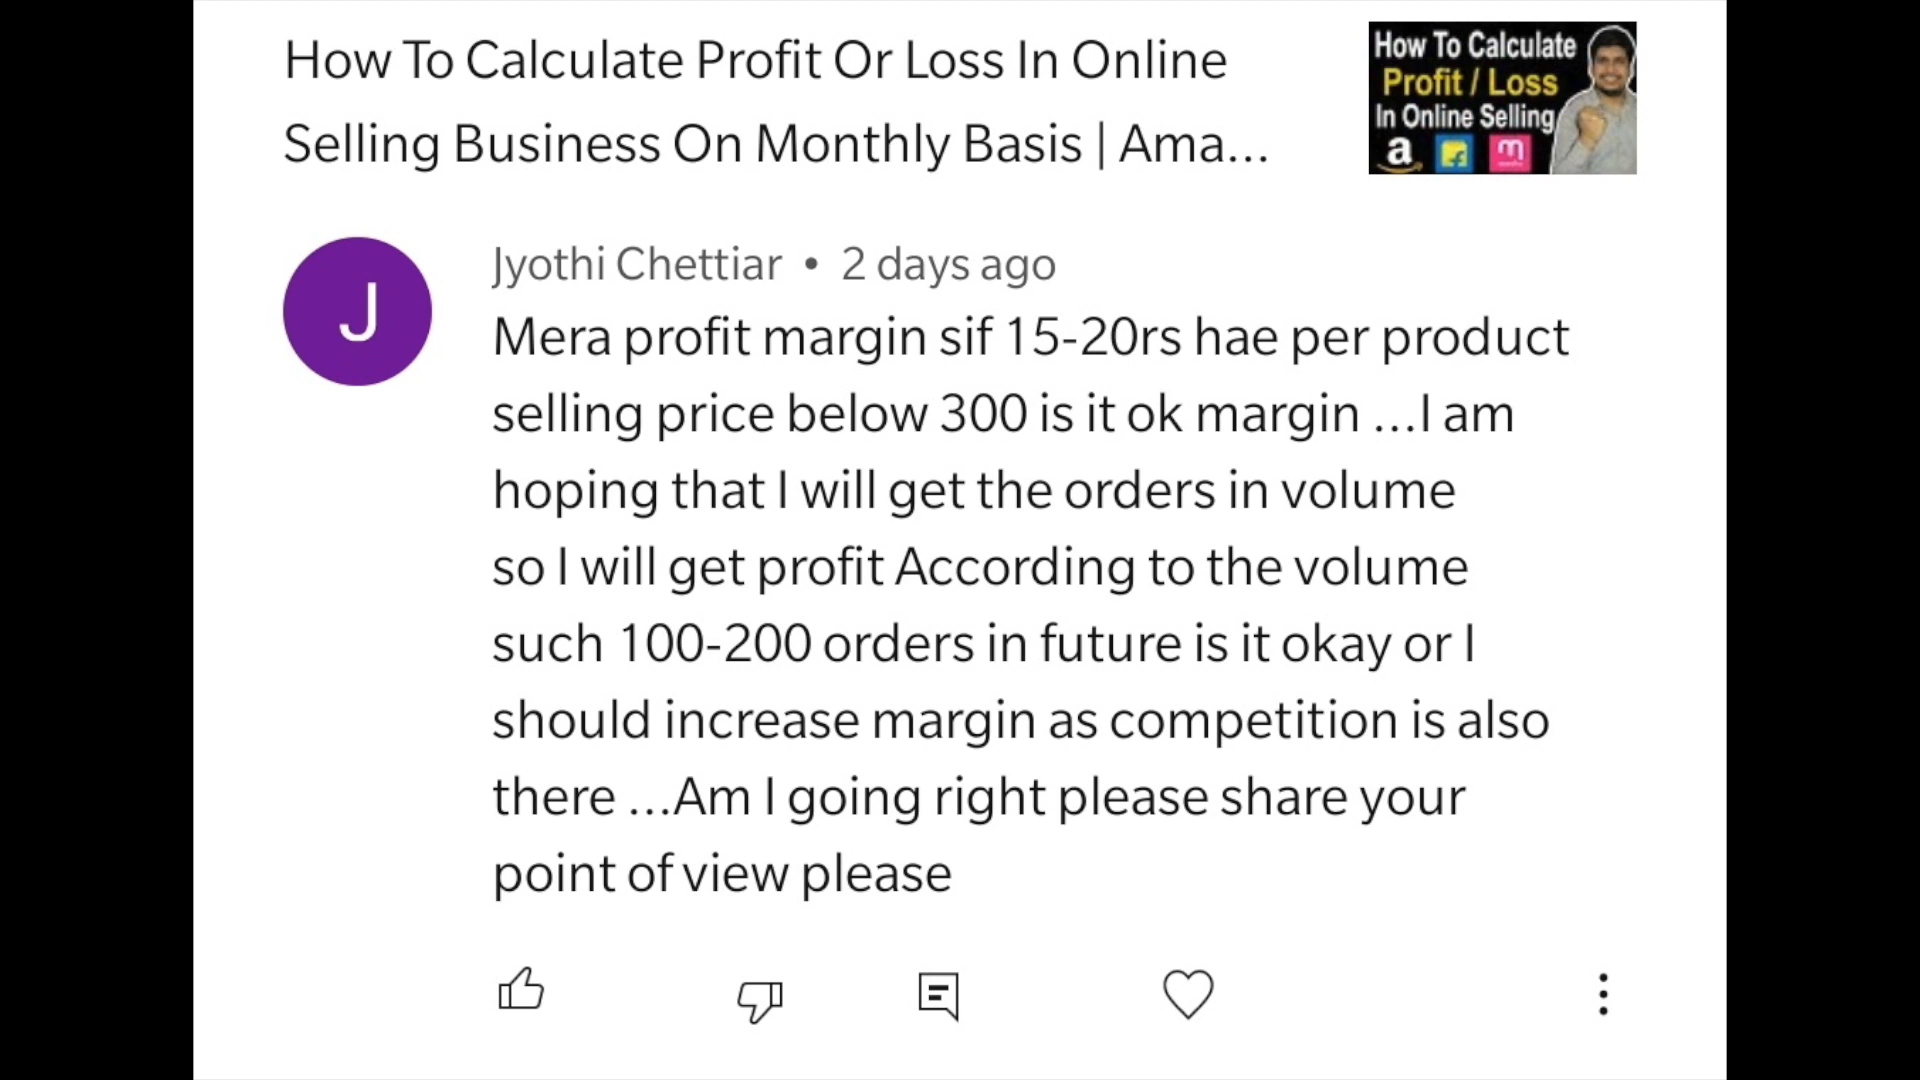 How To Calculate Profit Or Loss In Online
Selling Business On Monthly Basis | Ama...
How To Calculate
Profit / Loss
In Online Selling
a
f
m
J
Jyothi Chettiar • 2 days ago
Mera profit margin sif 15-20rs hae per product
selling price below 300 is it ok margin ...I am
hoping that I will get the orders in volume
so I will get profit According to the volume
such 100-200 orders in future is it okay or I
should increase margin as competition is also
there ...Am I going right please share your
point of view please